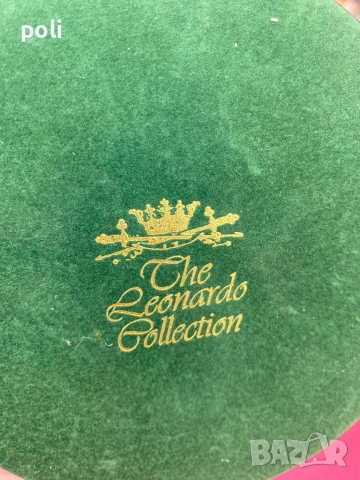 poli
The
Leonardo
Collection
BAZAR